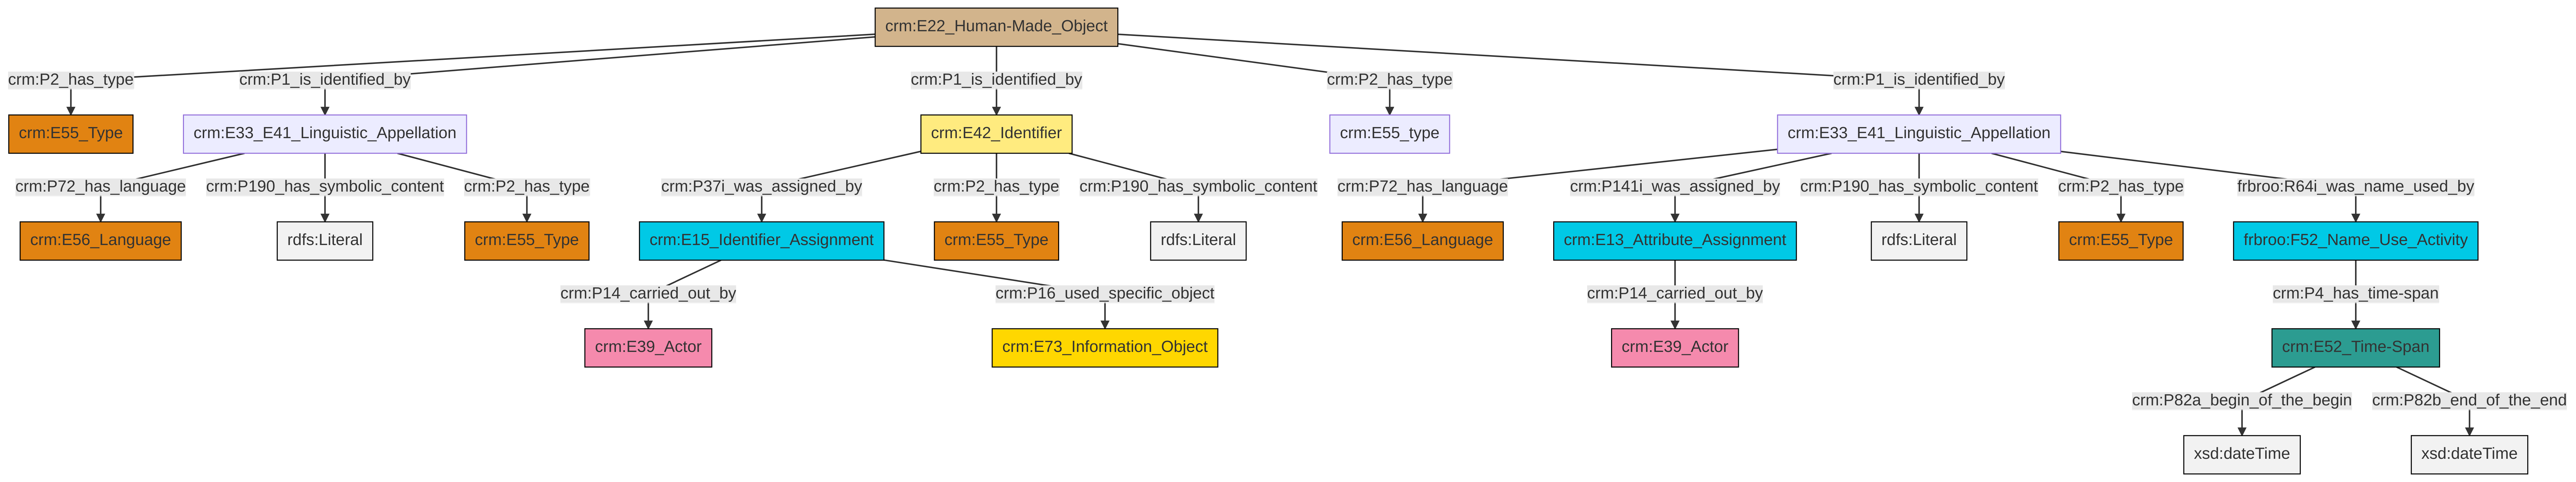 crm:E22_Human-Made_Object
crm:P2_has_type
crm:P1_is_identified_by
crm:P1_is_identified_by
crm:P2_has_type
crm:P1_is_identified_by
crm:E55_Type
crm:E33_E41_Linguistic_Appellation
crm:E42_Identifier
crm:E55_type
crm:E33_E41_Linguistic_Appellation
crm:P72_has_language
crm:P190_has_symbolic_content
crm:P2_has_type
crm:P37i_was_assigned_by
crm:P2_has_type
crm:P190_has_symbolic_content
crm:P72_has_language
crm:P141i_was_assigned_by
crm:P190_has_symbolic_content
crm:P2_has_type
frbroo:R64i_was_name_used_by
crm:E56_Language
rdfs:Literal
crm:E55_Type
crm:E15_Identifier_Assignment
crm:E55_Type
rdfs:Literal
crm:E56_Language
crm:E13_Attribute_Assignment
rdfs:Literal
crm:E55_Type
frbroo:F52_Name_Use_Activity
crm:P14_carried_out_by
crm:P16_used_specific_object
crm:P14_carried_out_by
crm:P4_has_time-span
crm:E39_Actor
crm:E73_Information_Object
crm:E39_Actor
crm:E52_Time-Span
crm:P82a_begin_of_the_begin
crm:P82b_end_of_the_end
xsd:dateTime
xsd:dateTime